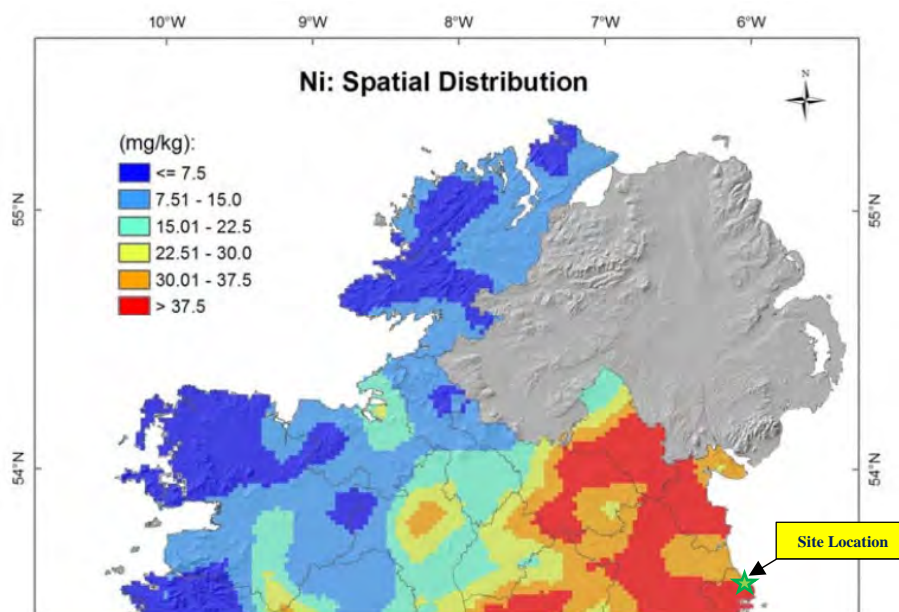 10°W 9°W 8°W 7°W 6°W
Ni: Spatial Distribution
N
(mg/kg):
<= 7.5
7.51 - 15.0
15.01 - 22.5
22.51 - 30.0
30.01 - 37.5
> 37.5
55°N 55°N
54°N 54°N
Site Location